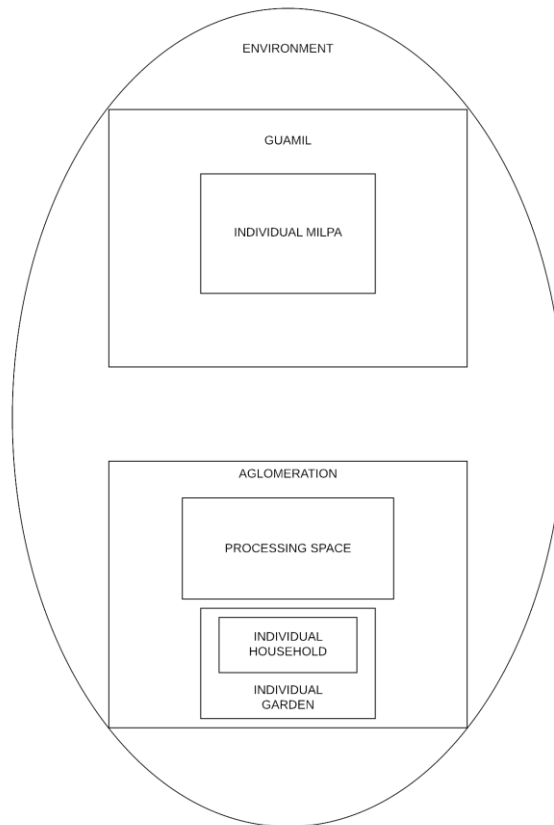 ENVIRONMENT
GUAMIL
INDIVIDUAL MILPA
AGLOMERATION
PROCESSING SPACE
INDIVIDUAL
HOUSEHOLD
INDIVIDUAL
GARDEN